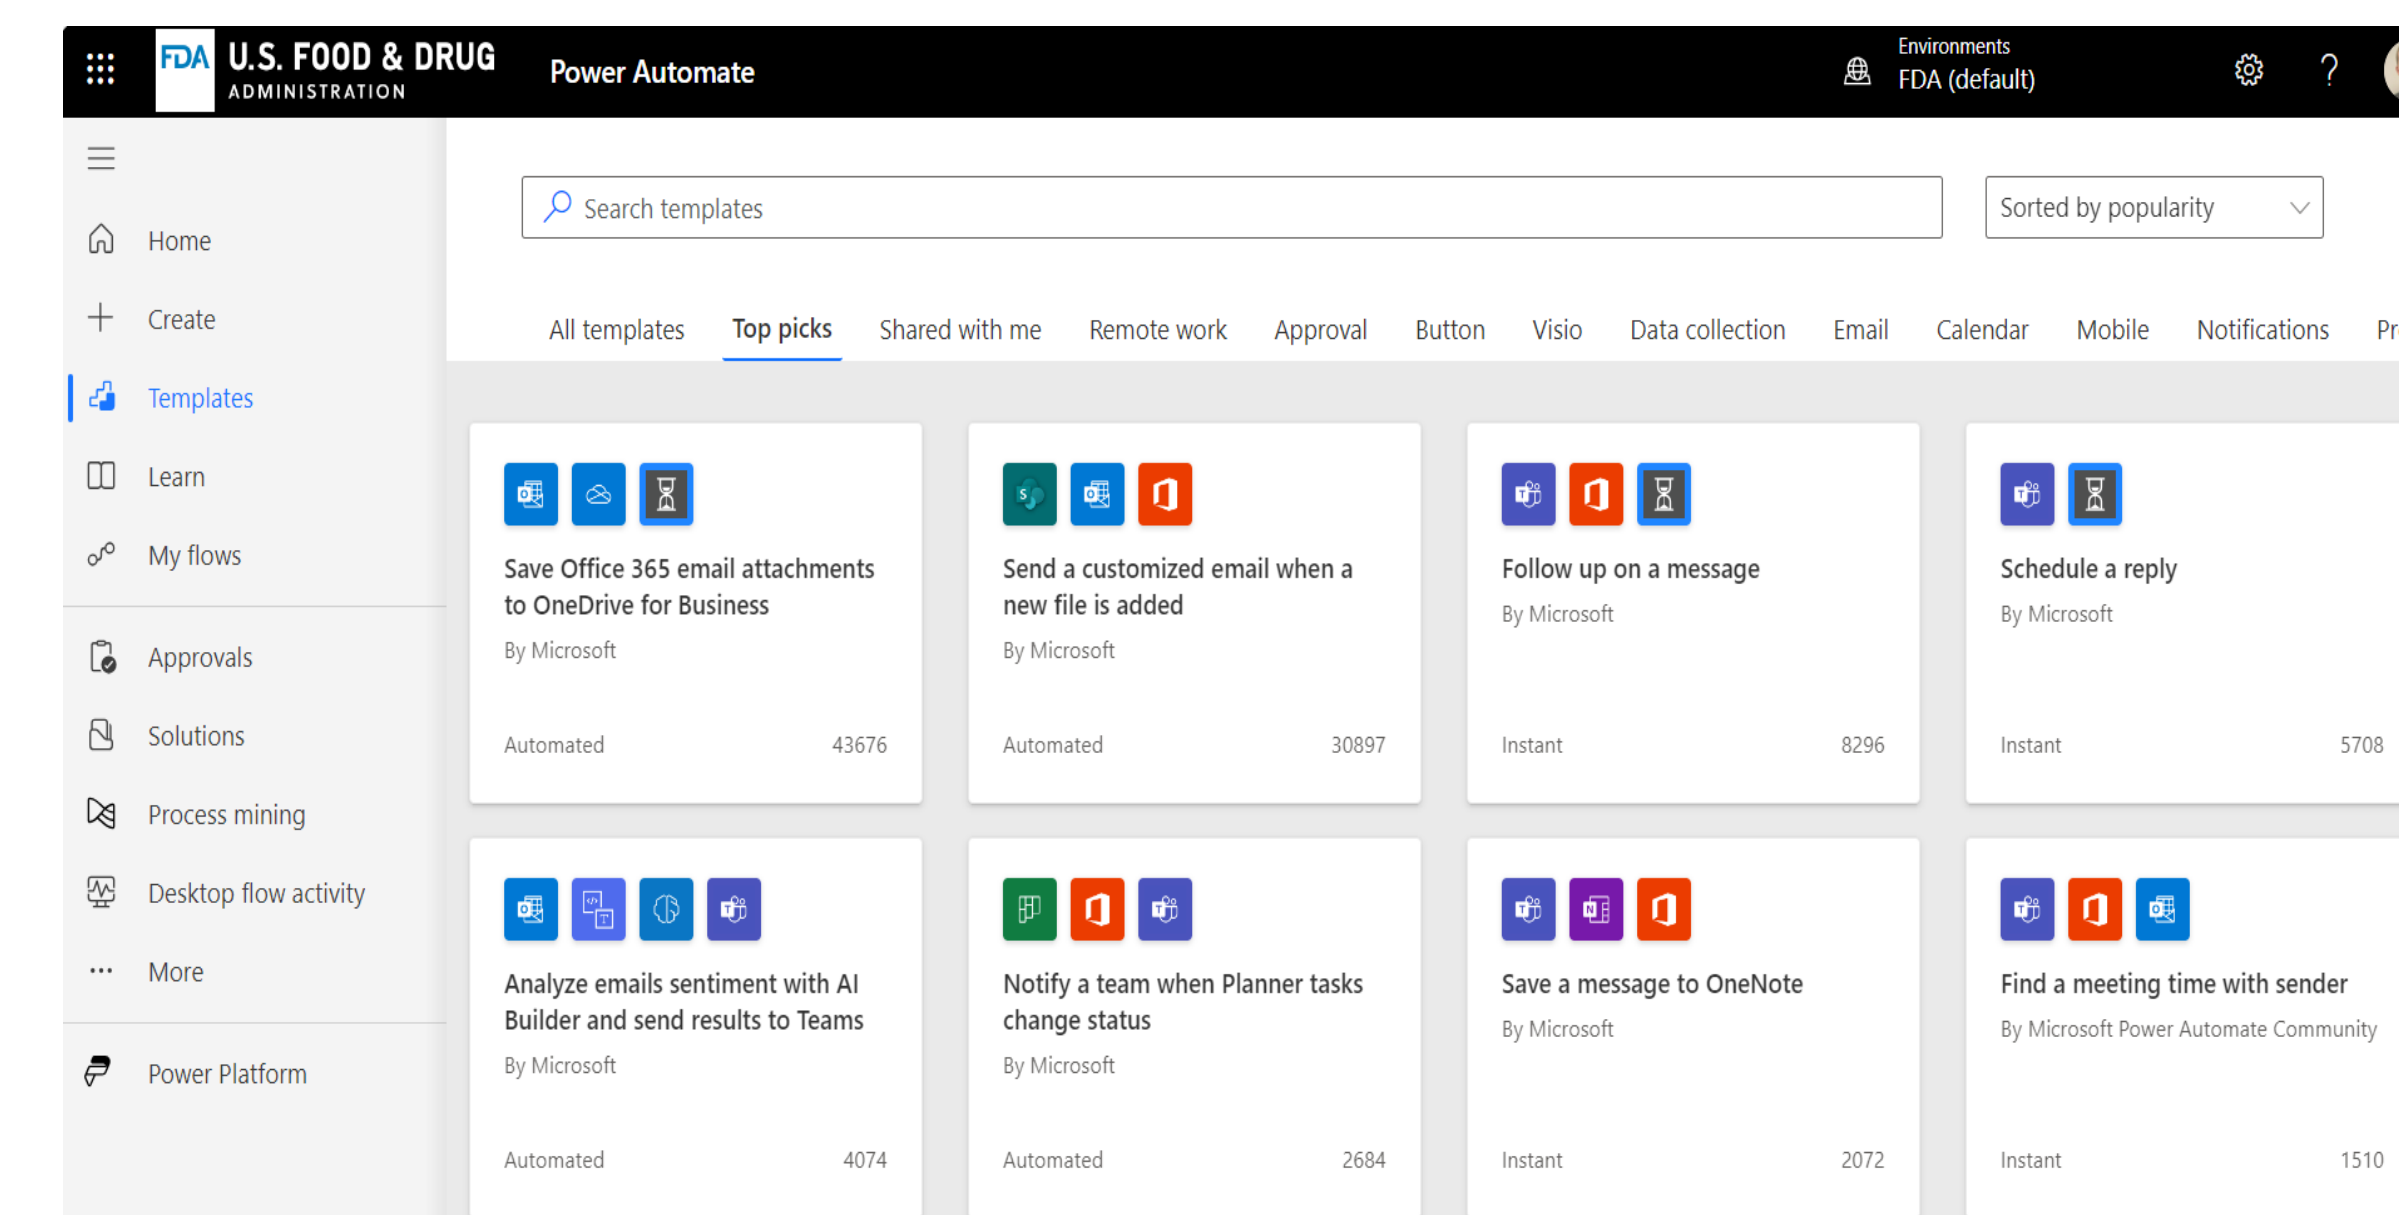 FDA U.S. FOOD & DRUG
ADMINISTRATION
Power Automate
Environments
FDA (default)
?
Search templates
Sorted by popularity
Home
Create
Templates
Learn
My flows
Approvals
Solutions
Process mining
Desktop flow activity
More
Power Platform
All templates Top picks Shared with me Remote work Approval Button Visio Data collection Email Calendar Mobile Notifications
Save Office 365 email attachments
to OneDrive for Business
By Microsoft
Automated 43676
Send a customized email when a
new file is added
By Microsoft
Automated 30897
Follow up on a message
By Microsoft
Instant 8296
Schedule a reply
By Microsoft
Instant 5708
Analyze emails sentiment with AI
Builder and send results to Teams
By Microsoft
Automated 4074
Notify a team when Planner tasks
change status
By Microsoft
Automated 2684
Save a message to OneNote
By Microsoft
Instant 2072
Find a meeting time with sender
By Microsoft Power Automate Community
Instant 1510